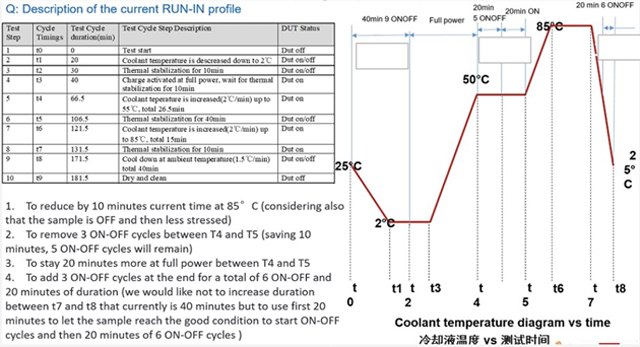 Q: Description of the current RUN-IN profile
Test Step Cycle Timings Test Cycle duration(min) Test Cycle Step Description DUT Status
1 t0 0 Test start Dut off
2 t1 20 Coolant temperature is descreased down to 2℃ Dut on/off
3 t2 30 Thermal stabilization for 10min Dut on/off
4 t3 40 Charge activated at full power, wait for thermal stabilization for 10min Dut on
5 t4 66.5 Coolant teperature is increased(2℃/min) up to 55℃, total 26.5min Dut on
6 t5 106.5 Thermal stabilitizaton for 40min Dut on/off
7 t6 121.5 Coolant temperature is increased(2℃/min) up to 85℃, total 15min Dut on
8 t7 131.5 Thermal stabilization for 10min Dut on
9 t8 171.5 Cool down at ambient temperature(1.5℃/min) total 40min Dut on/off
10 t9 181.5 Dry and clean Dut off
1. To reduce by 10 minutes current time at 85° C (considering also
that the sample is OFF and then less stressed)
2. To remove 3 ON-OFF cycles between T4 and T5 (saving 10
minutes, 5 ON-OFF cycles will remain)
3. To stay 20 minutes more at full power between T4 and T5
4. To add 3 ON-OFF cycles at the end for a total of 6 ON-OFF and
20 minutes of duration (we would like not to increase duration
between t7 and t8 that currently is 40 minutes but to use first 20
minutes to let the sample reach the good condition to start ON-OFF
cycles and then 20 minutes of 6 ON-OFF cycles )
40min 9 ONOFF
Full power
20min
5 ONOFF
20min ON
20 min 6 ONOFF
85℃
50℃
25℃
2℃
2
5°
C
t t1 t t3 t t t6 t t8
0 2 4 5 7
Coolant temperature diagram vs time
冷却液温度 vs 测试时间